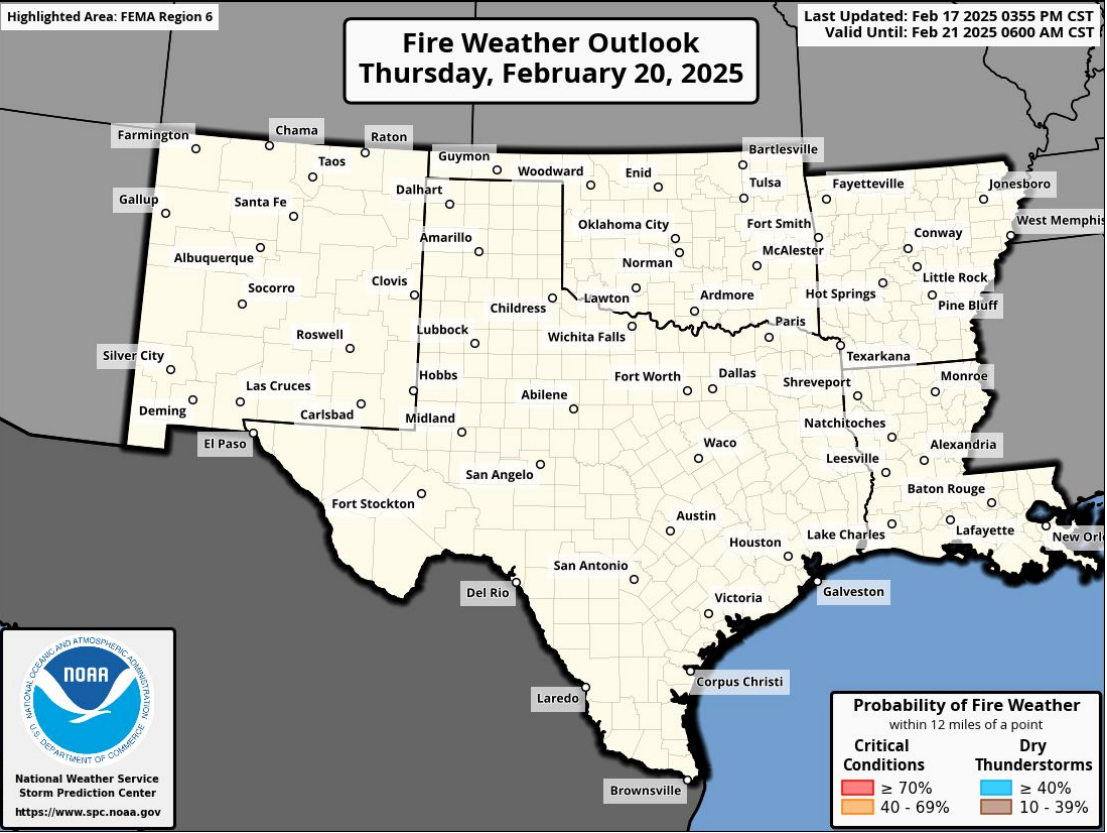 Highlighted Area: FEMA Region 6
Fire Weather Outlook
Thursday, February 20, 2025
Last Updated: Feb 17 2025 0355 PM CST
Valid Until: Feb 21 2025 0600 AM CST
Farmington
Chama
Raton
Taos
Guymon
Woodward
Enid
Bartlesville
Tulsa
Fayetteville
Jonesboro
Gallup
Santa Fe
Dalhart
Amarillo
Oklahoma City
Fort Smith
West Memphis
Conway
Albuquerque
Norman
McAlester
Socorro
Clovis
Childress
Lawton
Ardmore
Hot Springs
Little Rock
Pine Bluff
Roswell
Lubbock
Wichita Falls
Paris
Texarkana
Silver City
Las Cruces
Hobbs
Fort Worth
Dallas
Shreveport
Monroe
Deming
Carlsbad
Midland
Abilene
Natchitoches
El Paso
Waco
Alexandria
Leesville
San Angelo
Fort Stockton
Baton Rouge
Austin
Houston
Lake Charles
Lafayette
New Orl
San Antonio
Del Rio
Victoria
Galveston
Laredo
Corpus Christi
Brownsville
NATIONAL OCEANIC AND ATMOSPHERIC ADMINISTRATION
NOAA
U.S. DEPARTMENT OF COMMERCE
National Weather Service
Storm Prediction Center
https://www.spc.noaa.gov
Probability of Fire Weather
within 12 miles of a point
Critical
Conditions
≥ 70%
40 - 69%
Dry
Thunderstorms
≥ 40%
10 - 39%